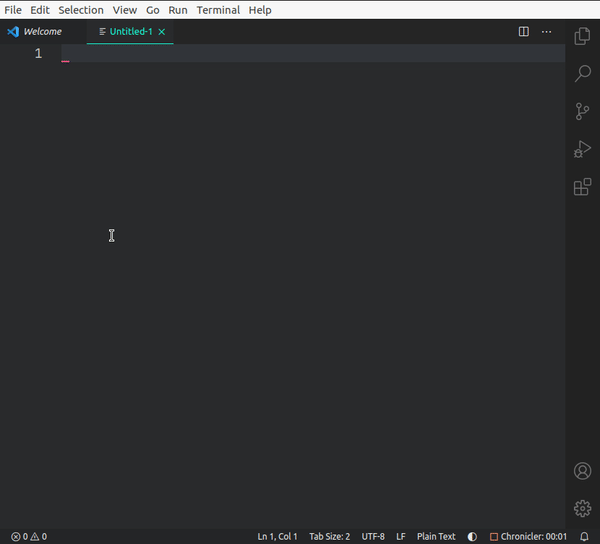 File Edit Selection View Go Run Terminal Help
Welcome Untitled-1
1
0 0 Ln 1, Col 1 Tab Size: 2 UTF-8 LF Plain Text Chronicler: 00:01